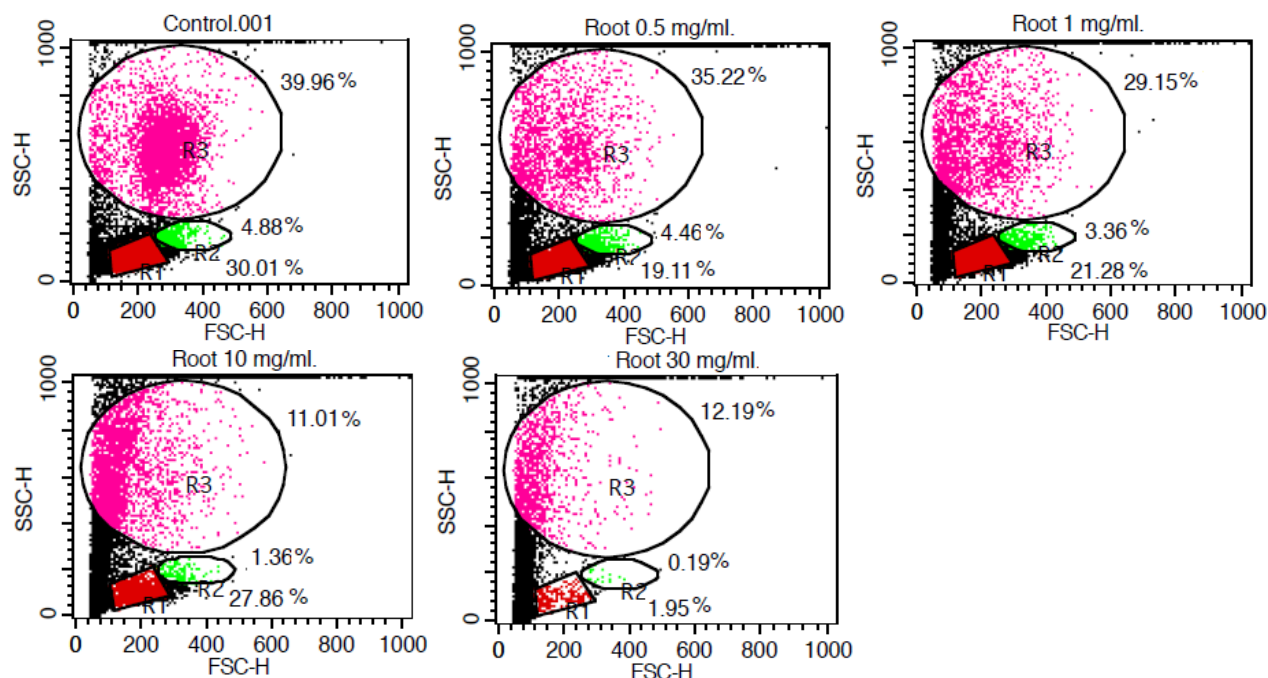 Control.001
1000
SSC-H
0
39.96 %
R3
4.88 %
R2
R1
30.01 %
0 200 400 600 1000
FSC-H
Root 0.5 mg/ml.
1000
SSC-H
0
35.22 %
R3
4.46 %
R2
R1
19.11 %
0 200 400 600 1000
FSC-H
Root 1 mg/ml.
1000
SSC-H
0
29.15 %
R3
3.36 %
R2
R1
21.28 %
0 200 400 600 1000
FSC-H
Root 10 mg/ml.
1000
SSC-H
0
11.01 %
R3
1.36 %
R2
R1
27.86 %
0 200 400 600 1000
FSC-H
Root 30 mg/ml.
1000
SSC-H
0
12.19 %
R3
0.19 %
R2
R1
1.95 %
0 200 400 600 1000
FSC-H